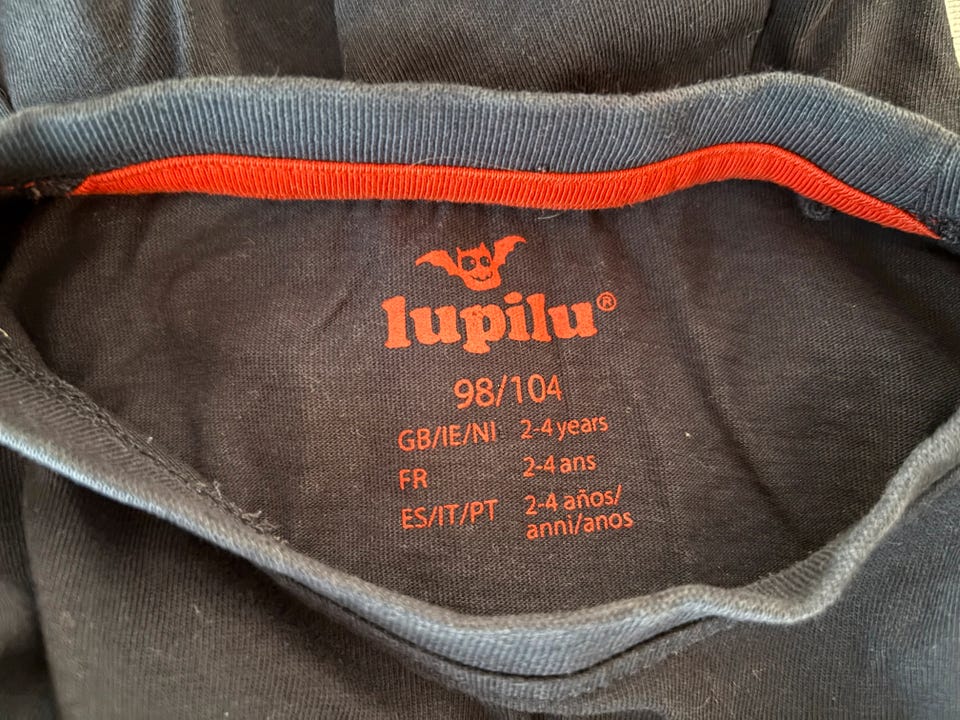 lupilu®
98/104
GB/IE/NI 2-4 years
FR 2-4 ans
ES/IT/PT 2-4 años/
anni/anos